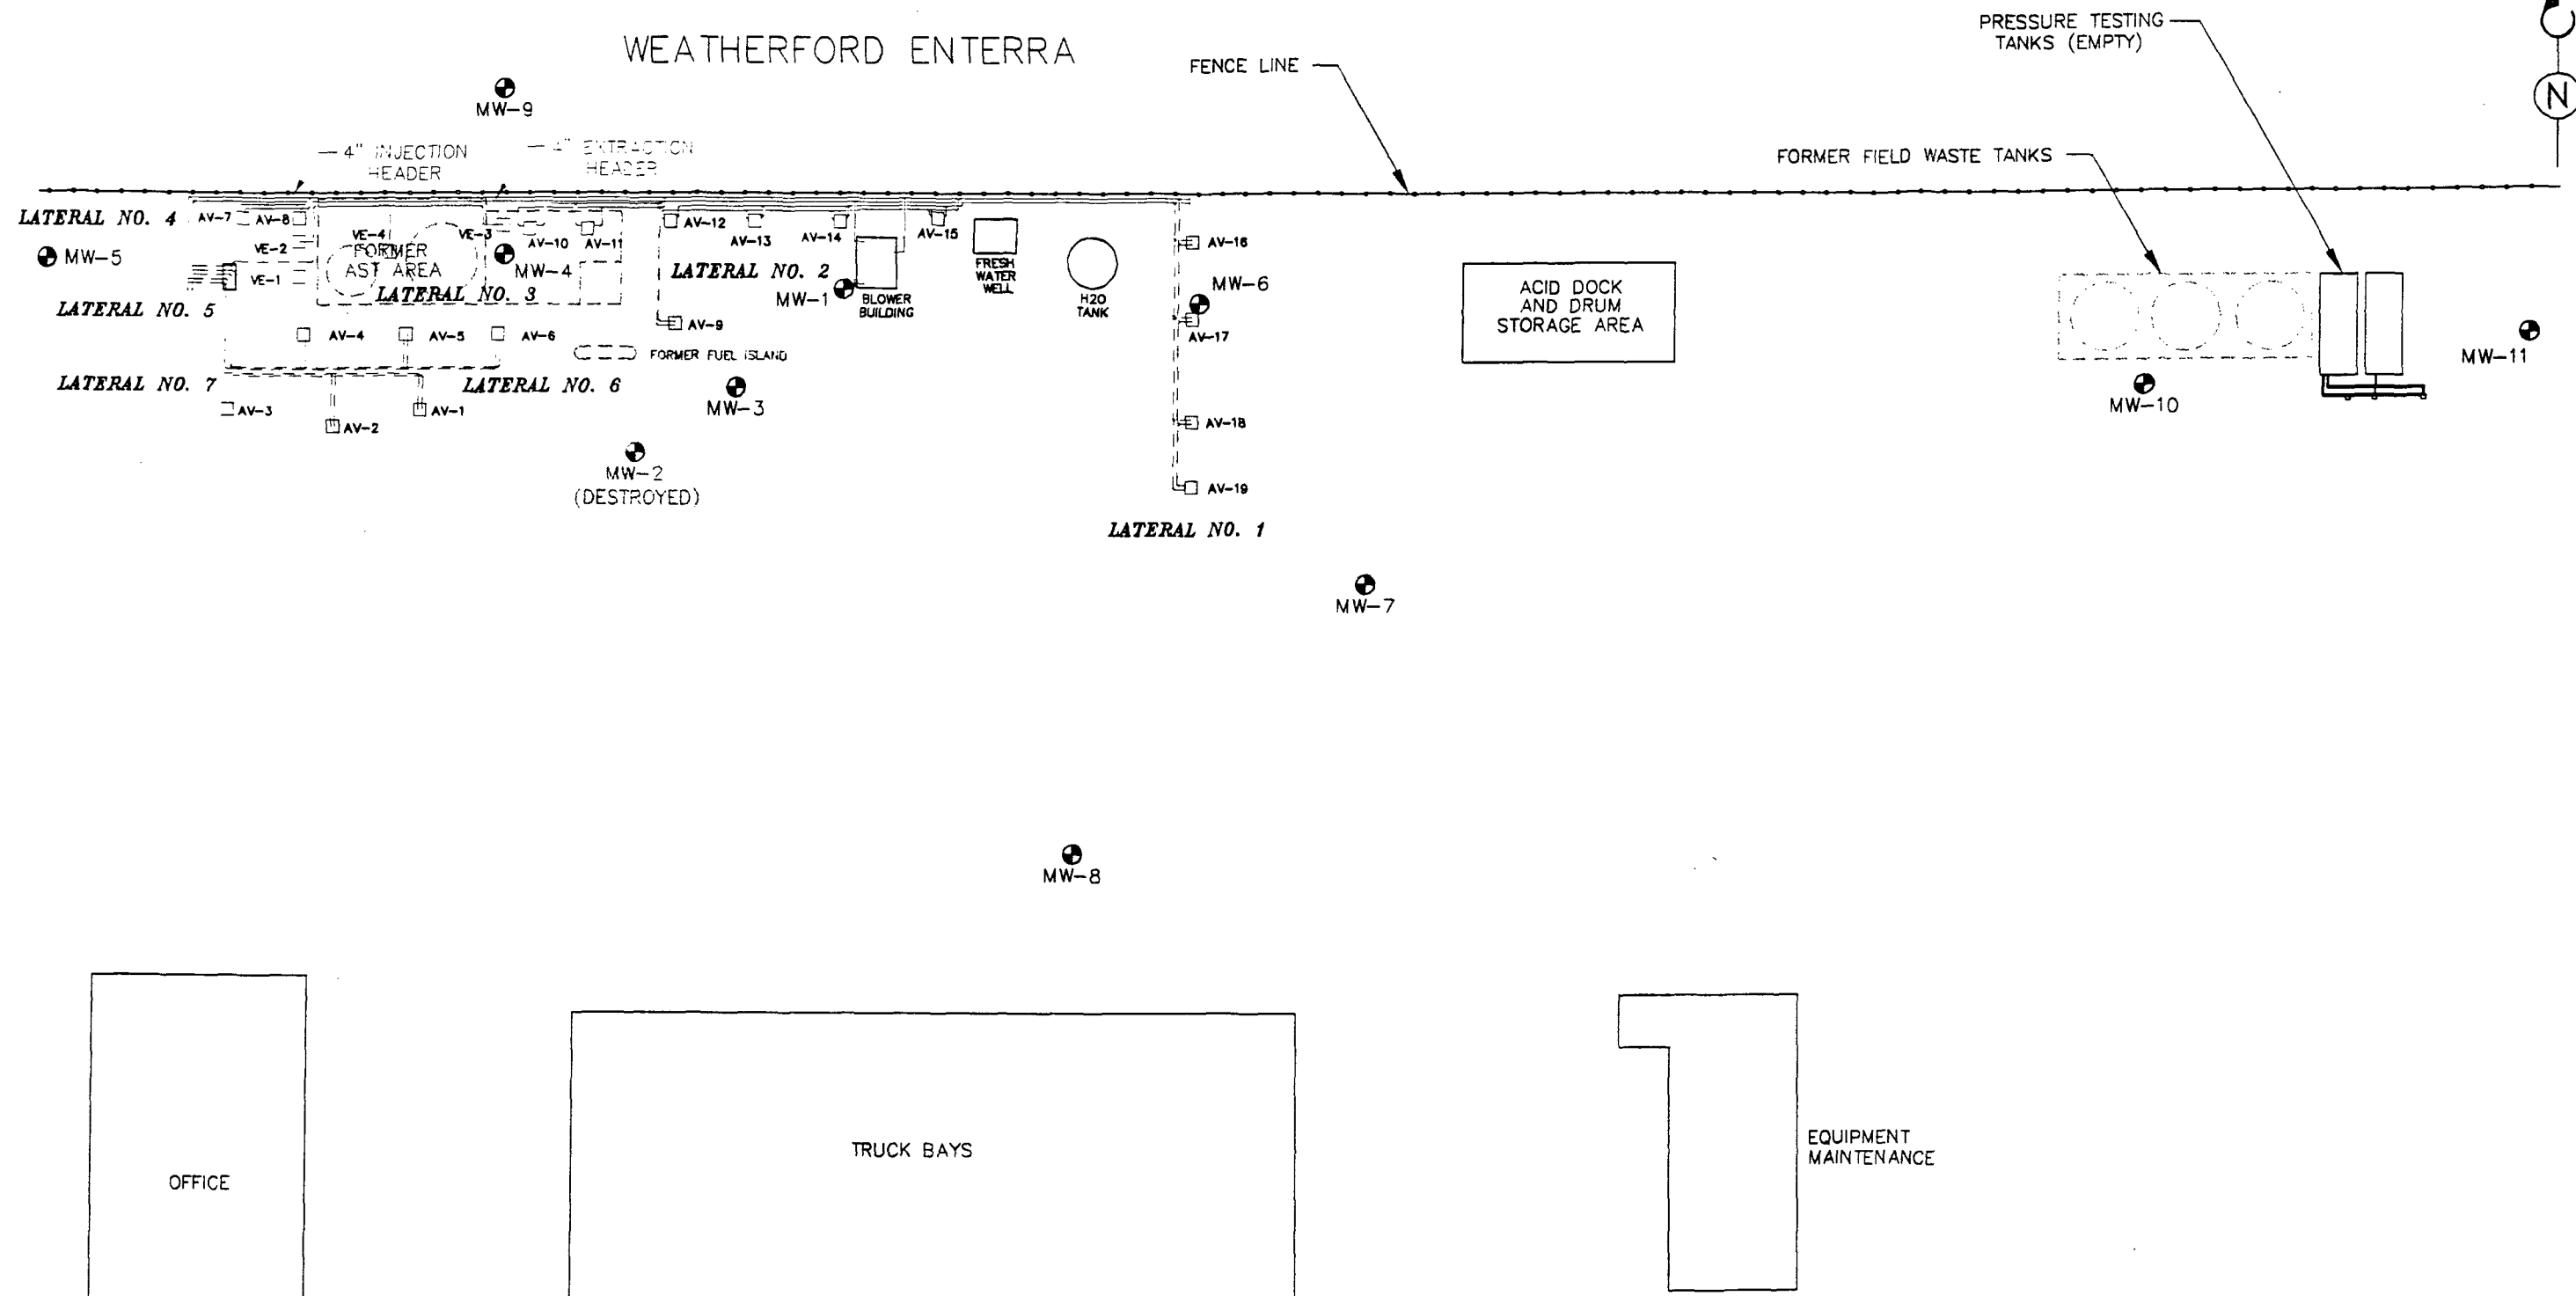 WEATHERFORD ENTERRA
PRESSURE TESTING
TANKS (EMPTY)
FENCE LINE
N
MW-9
4" INJECTION
HEADER
4" EXTRACTION
HEADER
FORMER FIELD WASTE TANKS
LATERAL NO. 4
AV-7
AV-8
VE-4
VE-3
AV-10
AV-11
AV-12
AV-13
AV-14
AV-15
AV-16
MW-5
VE-2
VE-1
FORMER
AST AREA
MW-4
LATERAL NO. 3
LATERAL NO. 2
MW-1
BLOWER
BUILDING
FRESH
WATER
WELL
H2O
TANK
MW-6
AV-17
ACID DOCK
AND DRUM
STORAGE AREA
LATERAL NO. 5
AV-4
AV-5
AV-6
AV-9
FORMER FUEL ISLAND
MW-11
LATERAL NO. 7
LATERAL NO. 6
MW-3
MW-10
AV-3
AV-2
AV-1
AV-18
MW-2
(DESTROYED)
AV-19
LATERAL NO. 1
MW-7
MW-8
OFFICE
TRUCK BAYS
EQUIPMENT
MAINTENANCE